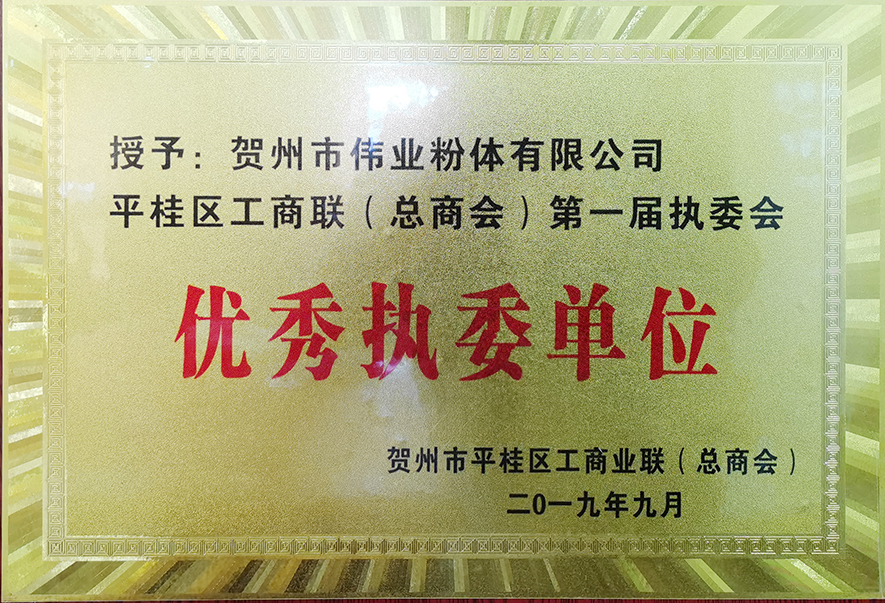 授予：贺州市伟业粉体有限公司
平桂区工商联（总商会）第一届执委会
优秀执委单位
贺州市平桂区工商业联（总商会）
二0一九年九月